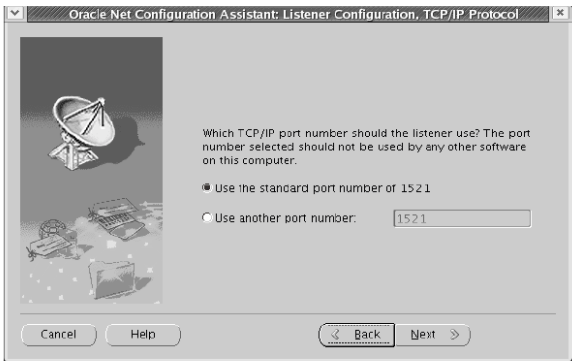 Oracle Net Configuration Assistant: Listener Configuration, TCP/IP Protocol
Which TCP/IP port number should the listener use? The port
number selected should not be used by any other software
on this computer.
Use the standard port number of 1521
Use another port number:
1521
Cancel
Help
Back
Next